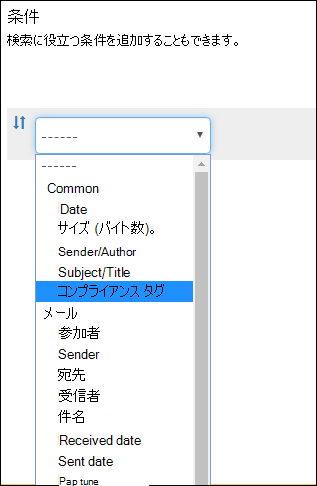 条件
検索に役立つ条件を追加することもできます。
------
------
Common
Date
サイズ (バイト数)。
Sender/Author
Subject/Title
コンプライアンス タグ
メール
参加者
Sender
宛先
受信者
件名
Received date
Sent date
Pap tune